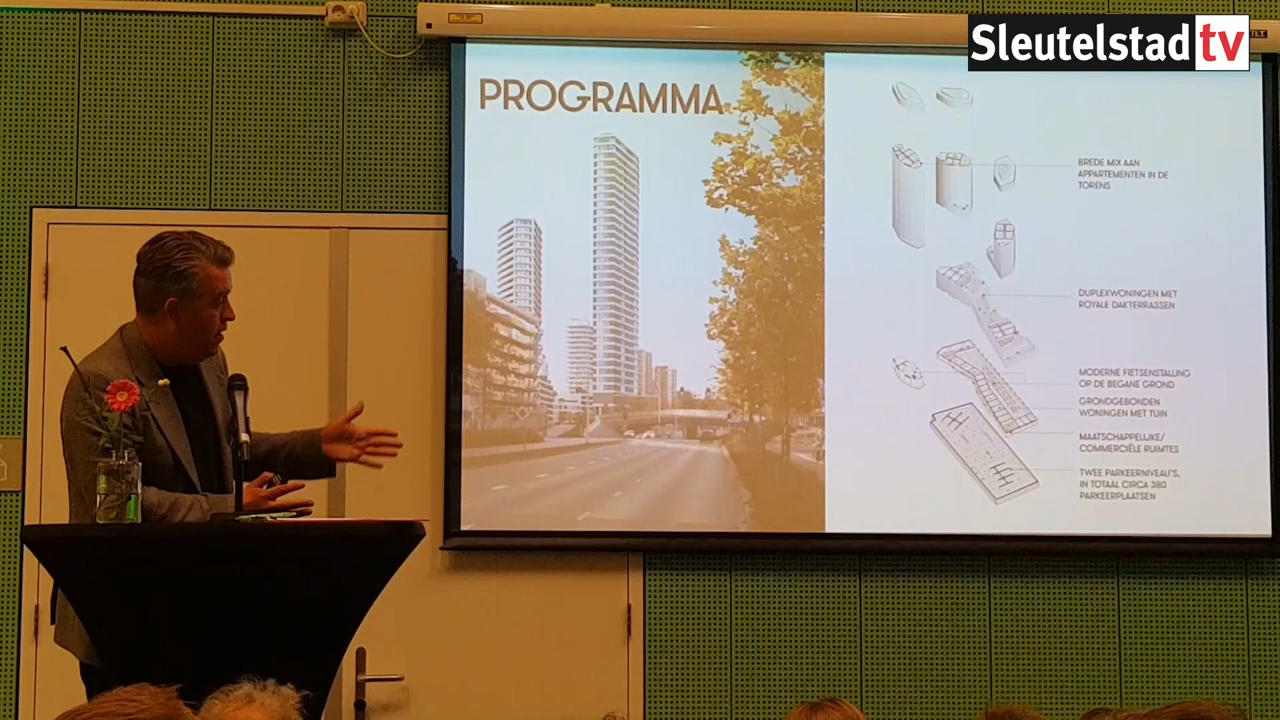 Sleutelstad tv
PROGRAMMA
BREDE MIX AAN
APPARTEMENTEN IN DE
TORENS
DUPLEXWONINGEN MET
ROYALE DAKTERRASSEN
MODERNE FIETSENSTALLING
OP DE BEGANE GROND
GRONDGEBONDEN
WONINGEN MET TUIN
MAATSCHAPPELIJKE/
COMMERCIËLE RUIMTES
TWEE PARKEERNIVEAU'S,
IN TOTAAL CIRCA 380
PARKEERPLAATSEN